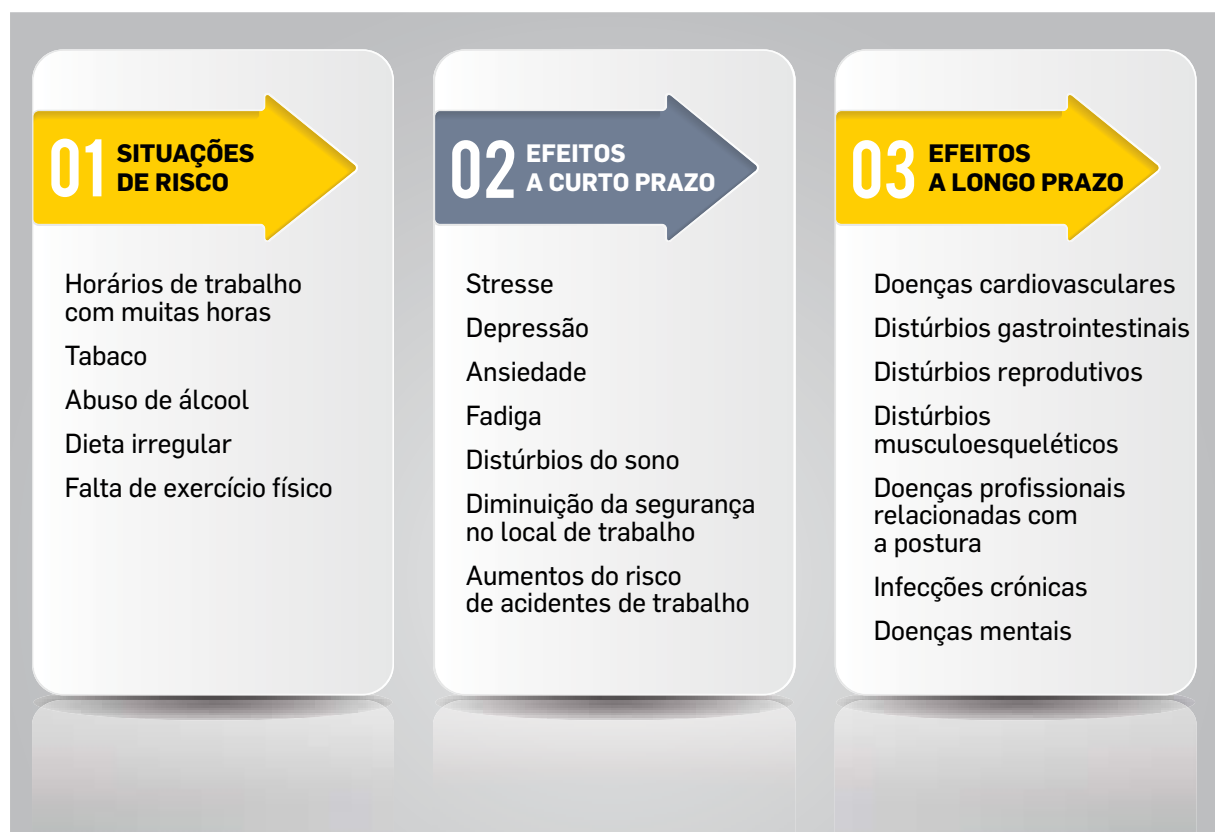 01 SITUAÇÕES
DE RISCO
Horários de trabalho
com muitas horas
Tabaco
Abuso de álcool
Dieta irregular
Falta de exercício físico
02 EFEITOS
A CURTO PRAZO
Stresse
Depressão
Ansiedade
Fadiga
Distúrbios do sono
Diminuição da segurança
no local de trabalho
Aumentos do risco
de acidentes de trabalho
03 EFEITOS
A LONGO PRAZO
Doenças cardiovasculares
Distúrbios gastrointestinais
Distúrbios reprodutivos
Distúrbios
musculoesqueléticos
Doenças profissionais
relacionadas com
a postura
Infecções crónicas
Doenças mentais